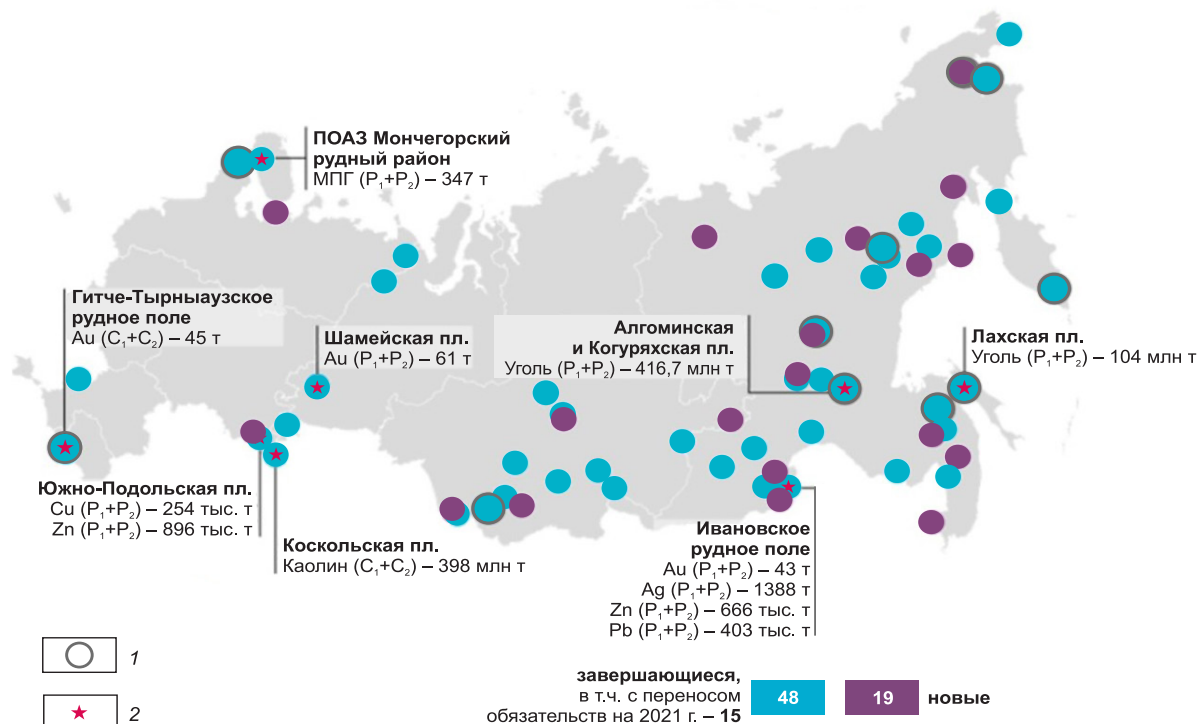 ПОАЗ Мончегорский
рудный район
МПГ (P₁+P₂) – 347 т
Гитче-Тырныаузское
рудное поле
Au (C₁+C₂) – 45 т
Шамейская пл.
Au (P₁+P₂) – 61 т
Алгоминская
и Когуряхская пл.
Уголь (P₁+P₂) – 416,7 млн т
Лахская пл.
Уголь (P₁+P₂) – 104 млн т
Южно-Подольская пл.
Cu (P₁+P₂) – 254 тыс. т
Zn (P₁+P₂) – 896 тыс. т
Коскольская пл.
Каолин (C₁+C₂) – 398 млн т
Ивановское
рудное поле
Au (P₁+P₂) – 43 т
Ag (P₁+P₂) – 1388 т
Zn (P₁+P₂) – 666 тыс. т
Pb (P₁+P₂) – 403 тыс. т
1
2
завершающиеся,
в т.ч. с переносом
обязательств на 2021 г. – 15
48
19
новые